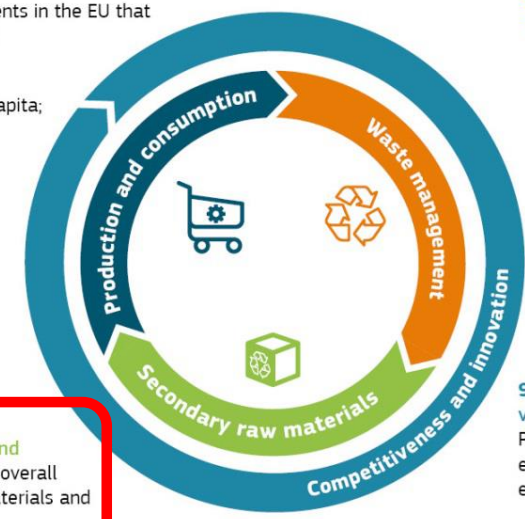 ents in the EU that
apita;
Production and consumption
Waste management
Secondary raw materials
Competitiveness and innovation
nd
overall
terials and